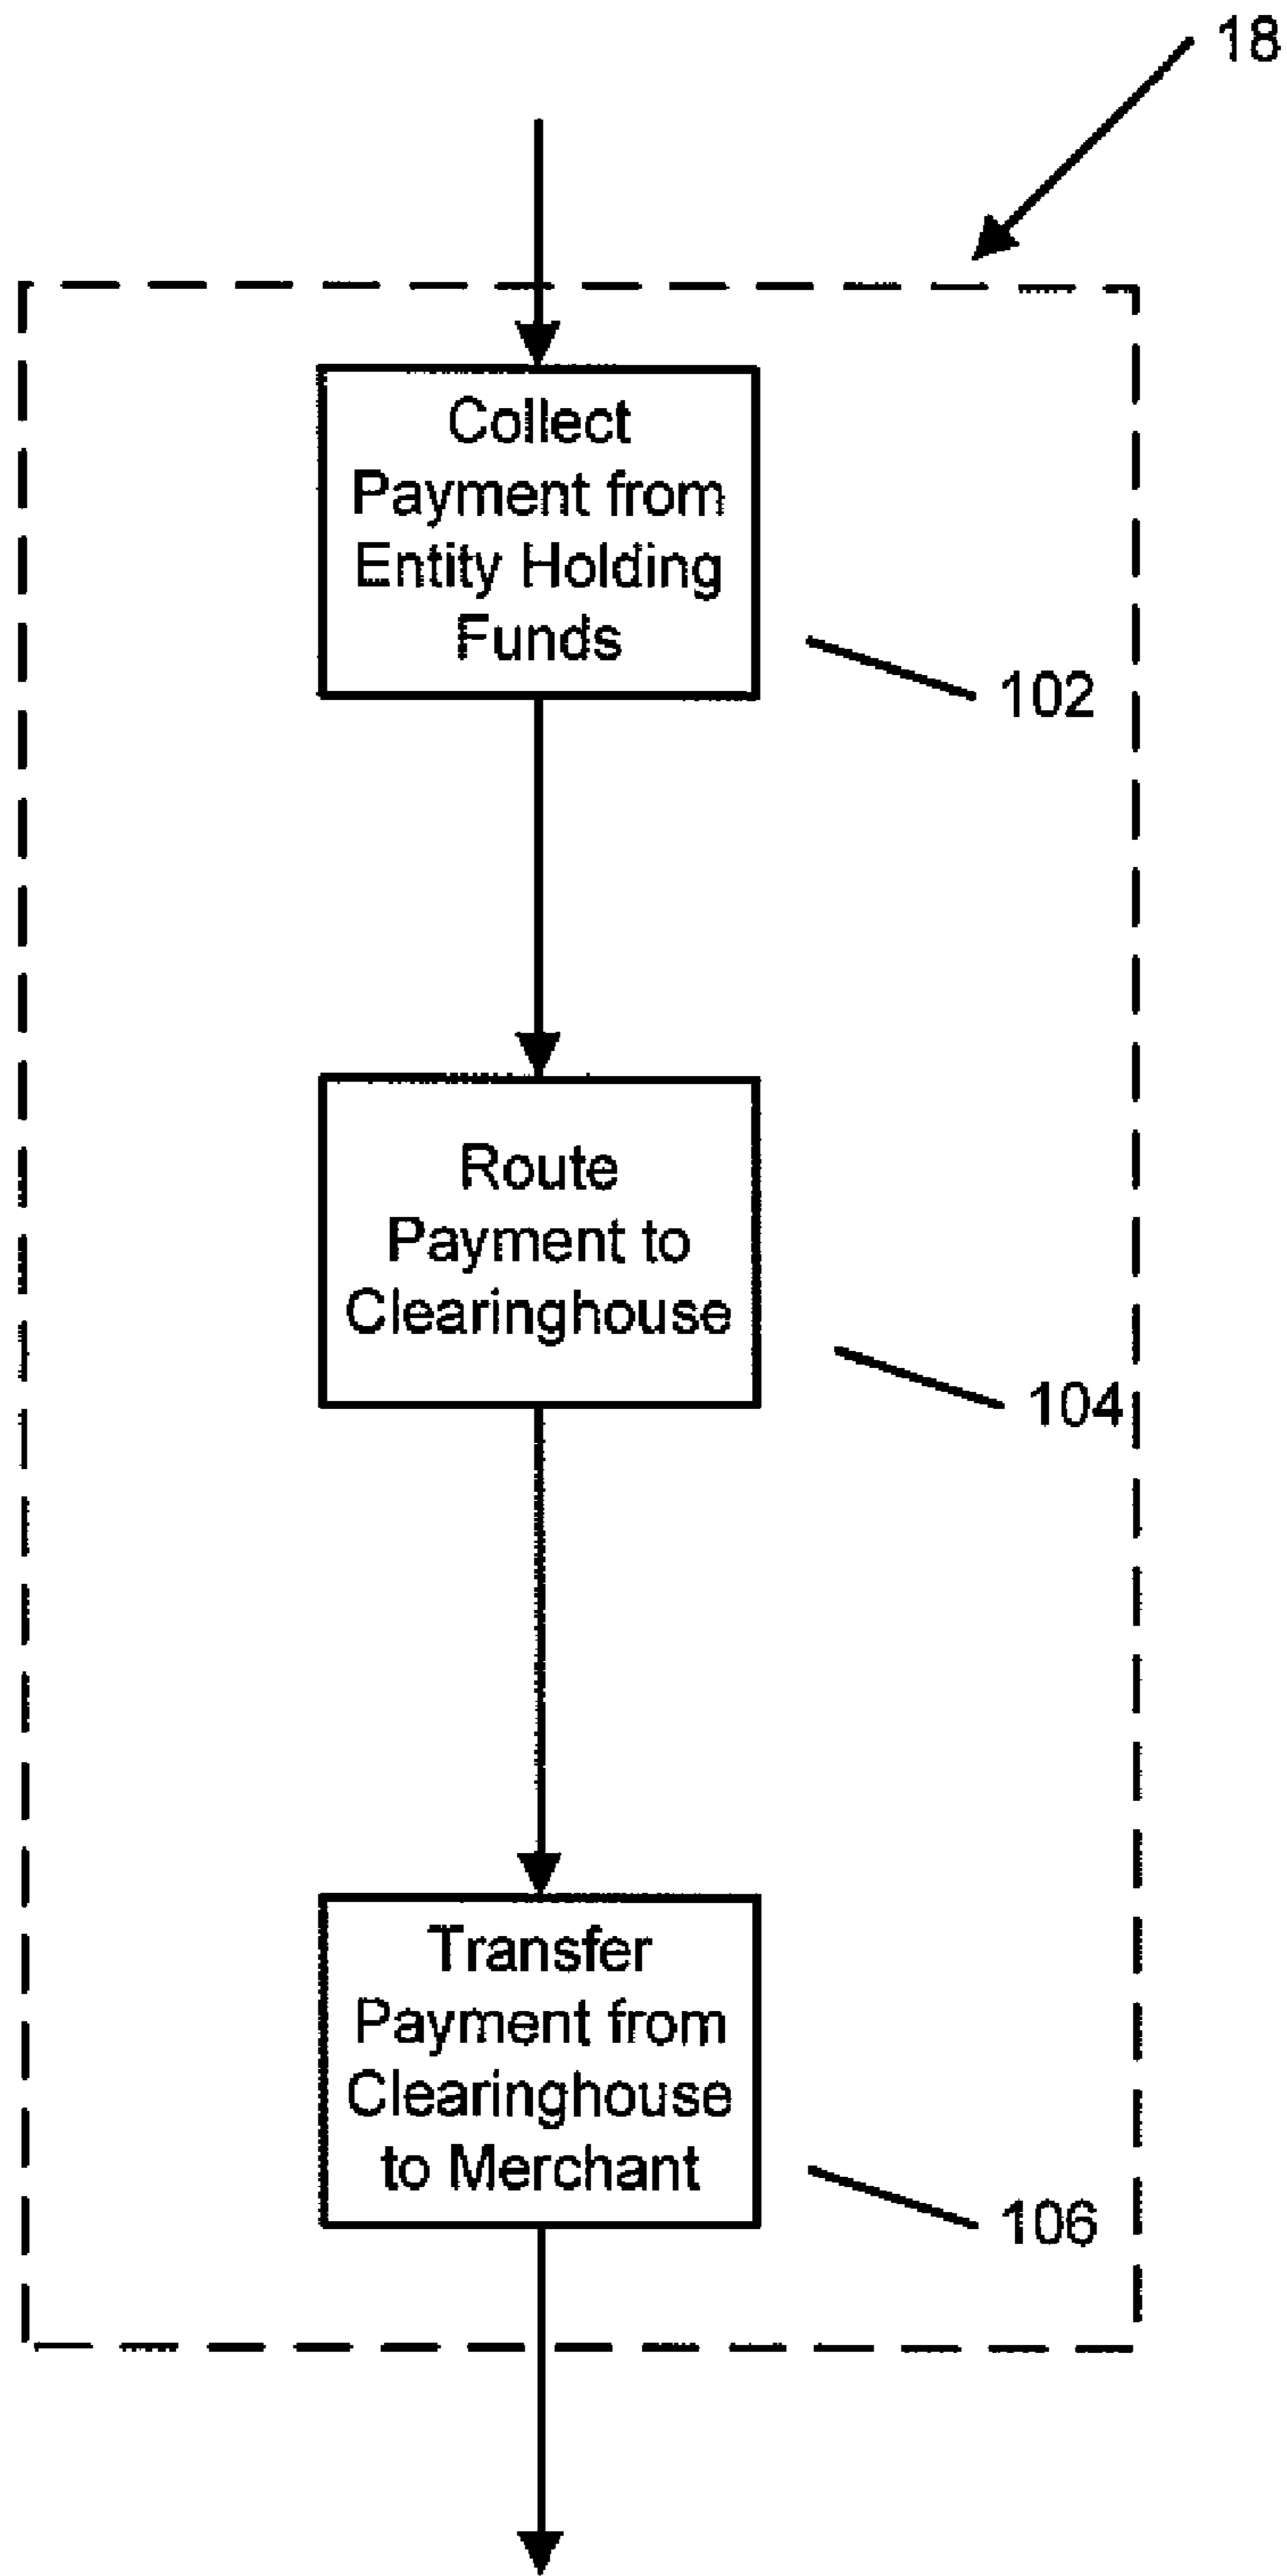 18
Collect
Payment from
Entity Holding
Funds
102
Route
Payment to
Clearinghouse
104
Transfer
Payment from
Clearinghouse
to Merchant
106